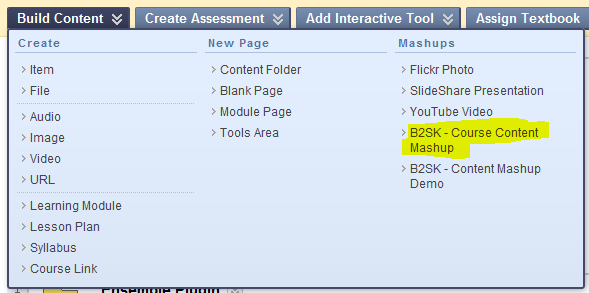 Build Content
Create Assessment
Add Interactive Tool
Assign Textbook
Create
Item
File
Audio
Image
Video
URL
Learning Module
Lesson Plan
Syllabus
Course Link
New Page
Content Folder
Blank Page
Module Page
Tools Area
Mashups
Flickr Photo
SlideShare Presentation
YouTube Video
B2SK - Course Content
Mashup
B2SK - Content Mashup
Demo
Ensemble Plugin